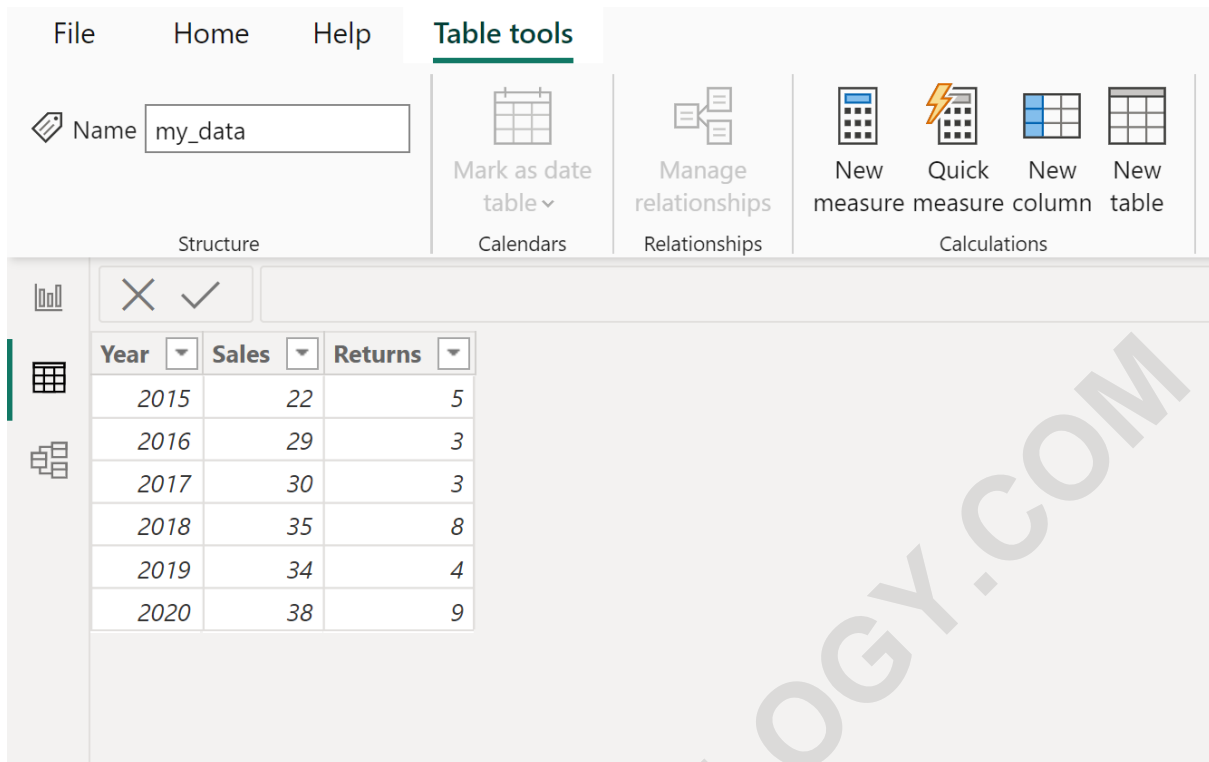 File Home Help Table tools
Name my_data
Mark as date table
Manage relationships
New measure
Quick measure
New column
New table
Structure Calendars Relationships Calculations
Year Sales Returns
2015 22 5
2016 29 3
2017 30 3
2018 35 8
2019 34 4
2020 38 9
OGY.COM